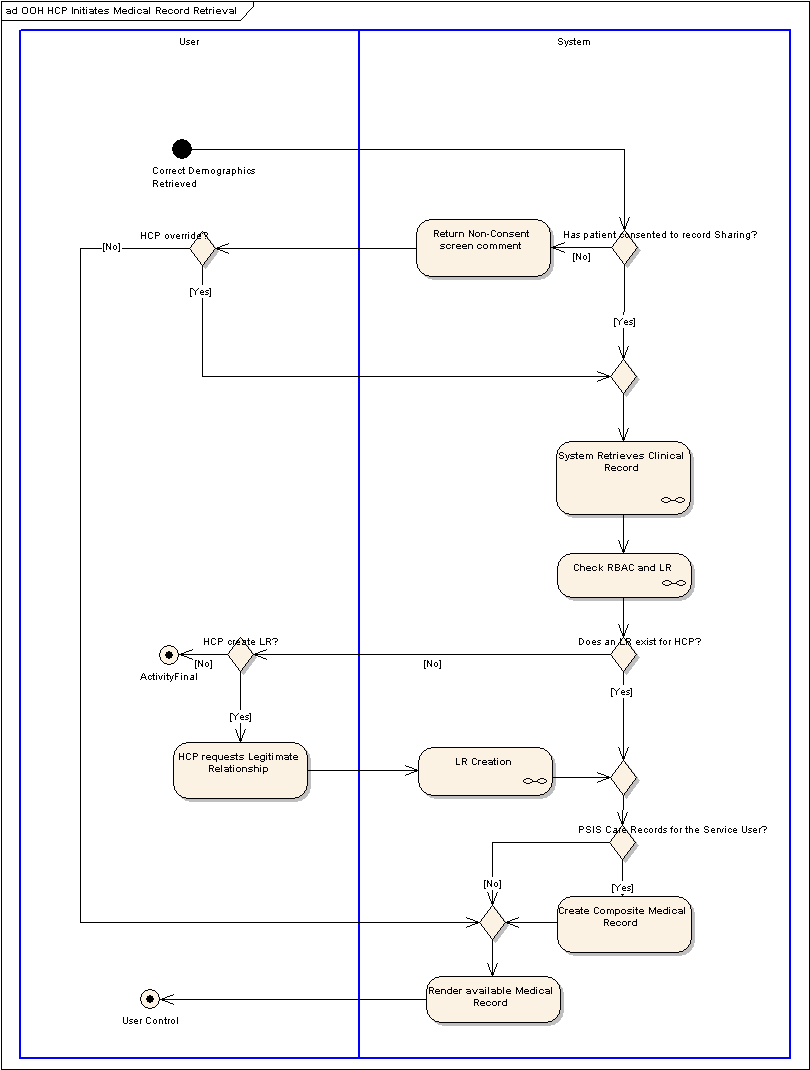 ad OOH HCP Initiates Medical Record Retrieval
User
System
Correct Demographics
Retrieved
HCP override?
[No]
[Yes]
Return Non-Consent
screen comment
Has patient consented to record Sharing?
[No]
[Yes]
System Retrieves Clinical
Record
Check RBAC and LR
HCP create LR?
[No]
ActivityFinal
[No]
Does an LR exist for HCP?
[Yes]
[Yes]
HCP requests Legitimate
Relationship
LR Creation
PSIS Care Records for the Service User?
[No]
[Yes]
Create Composite Medical
Record
Render available Medical
Record
User Control